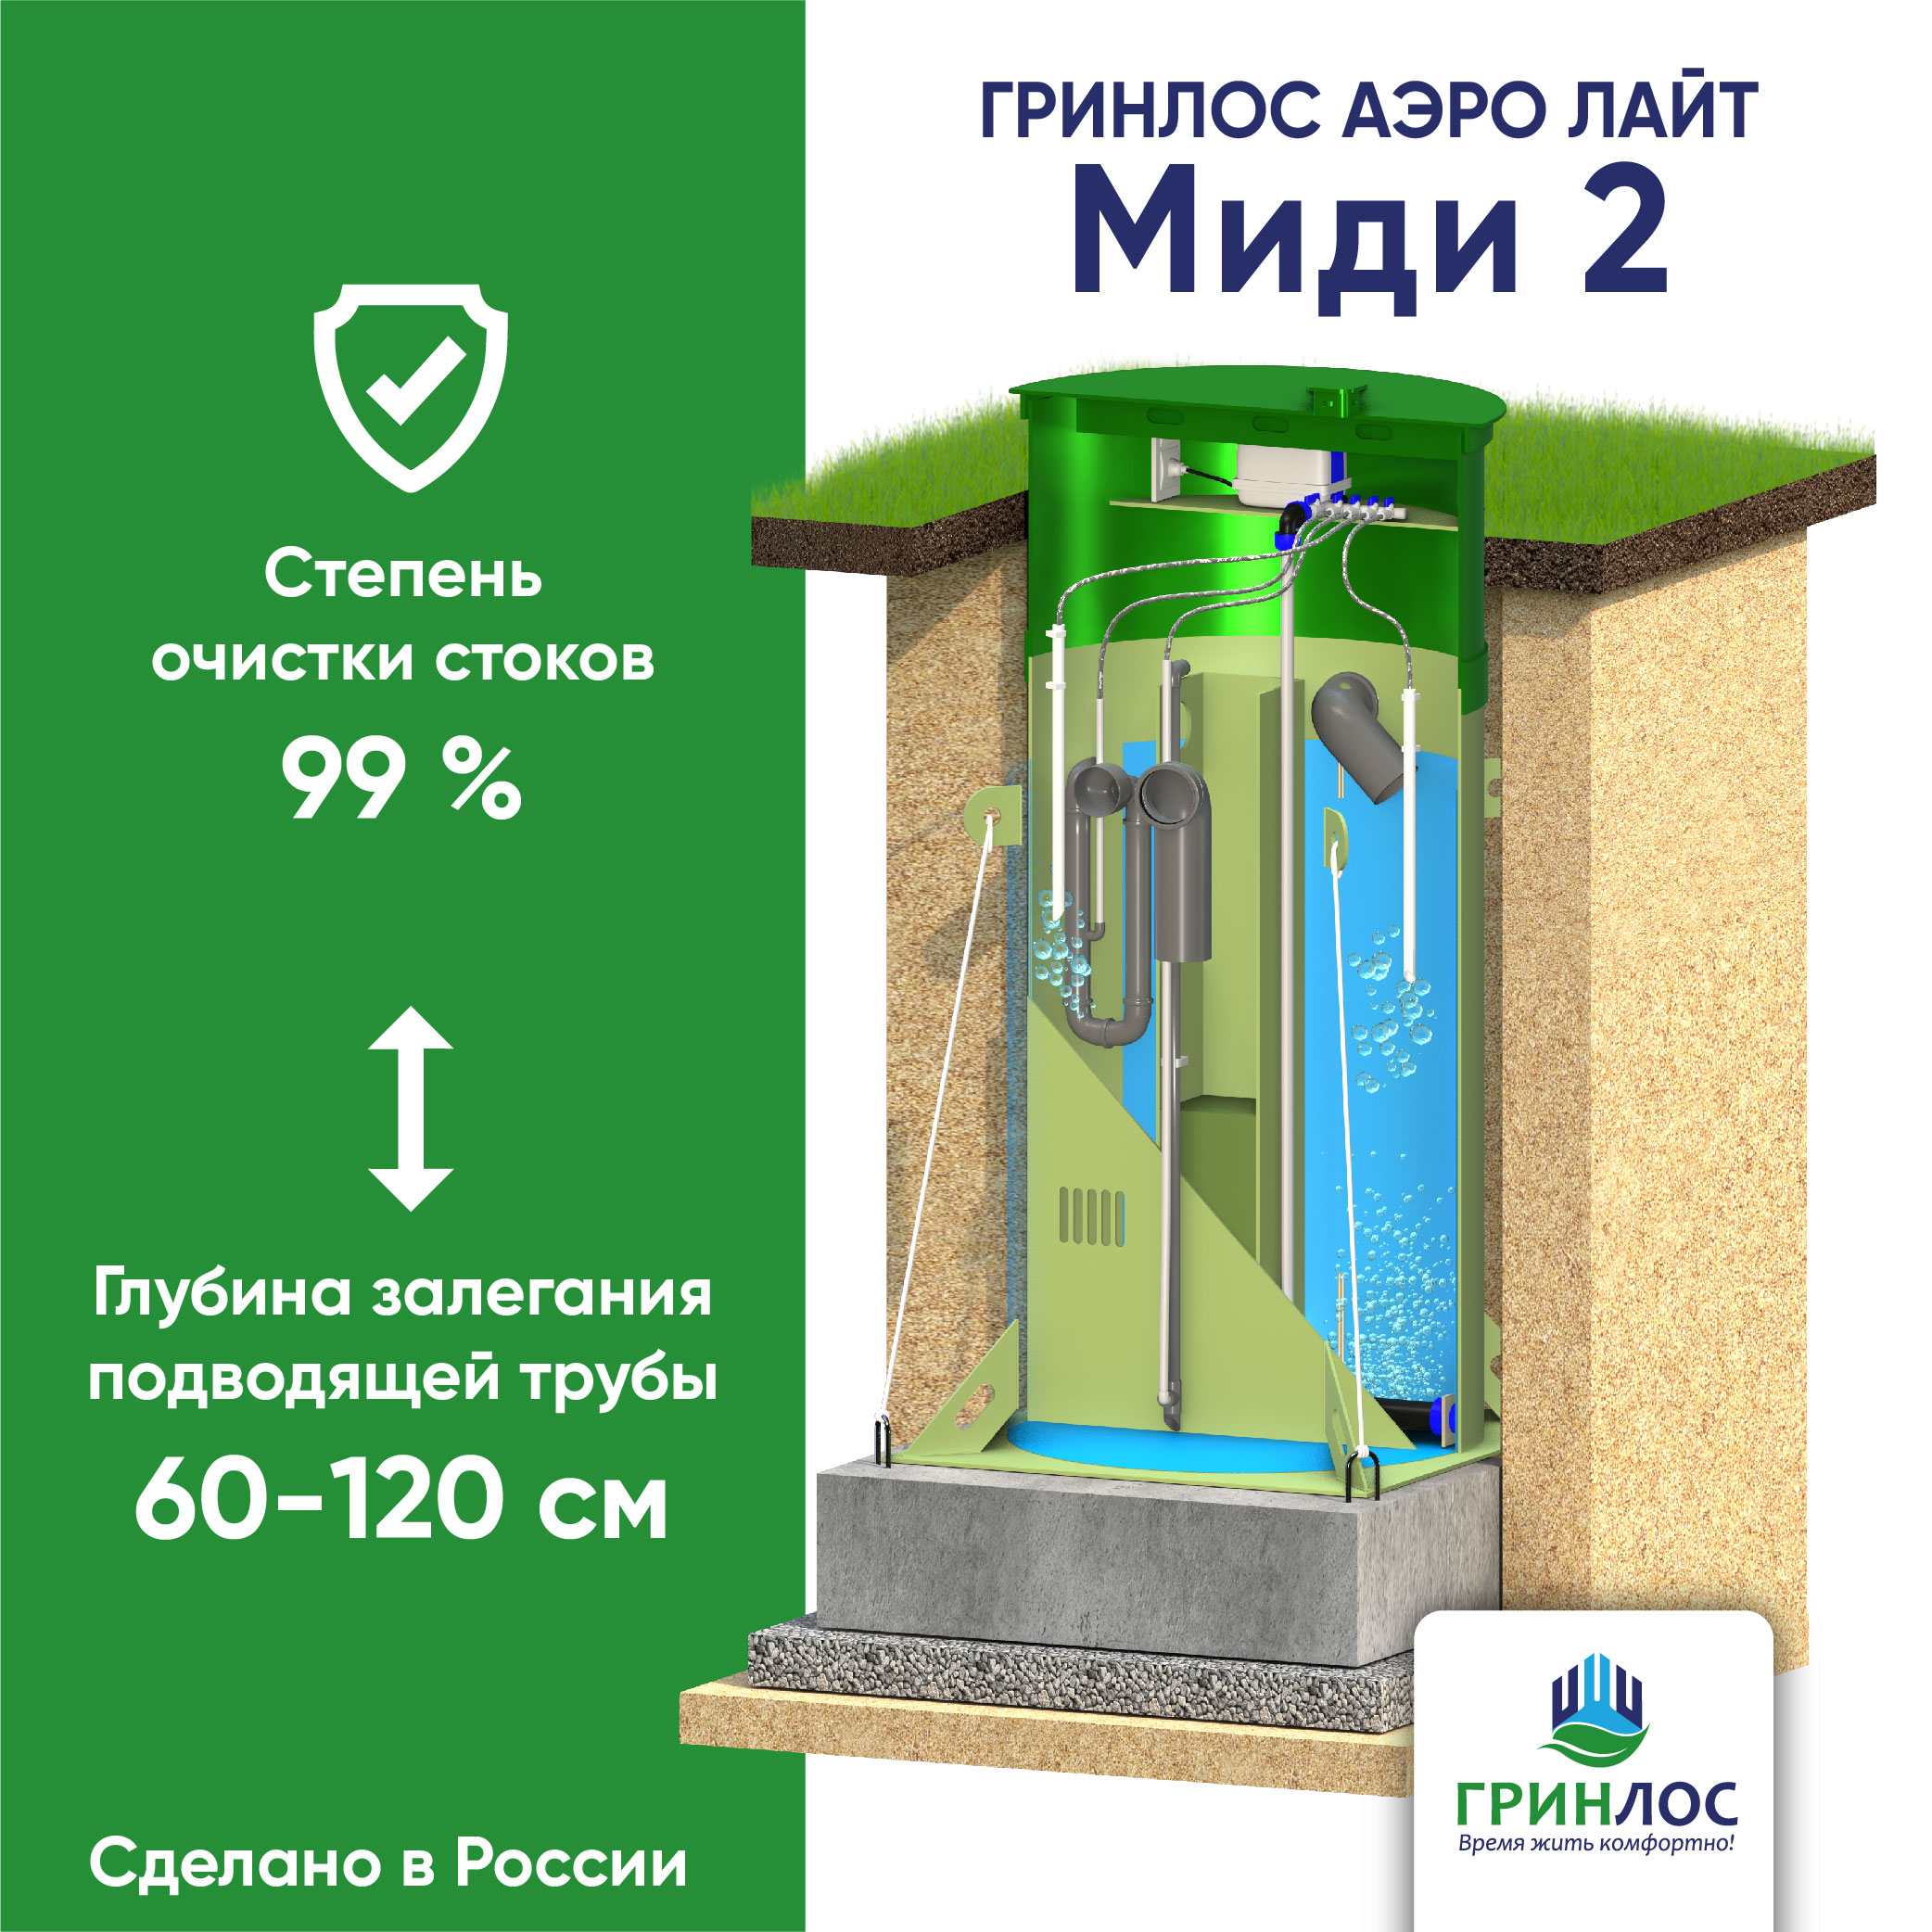 ГРИНЛОС АЭРО ЛАЙТ
Миди 2
Степень
очистки стоков
99 %
Глубина залегания
подводящей трубы
60-120 см
Сделано в России
ГРИНЛОС
Время жить комфортно!